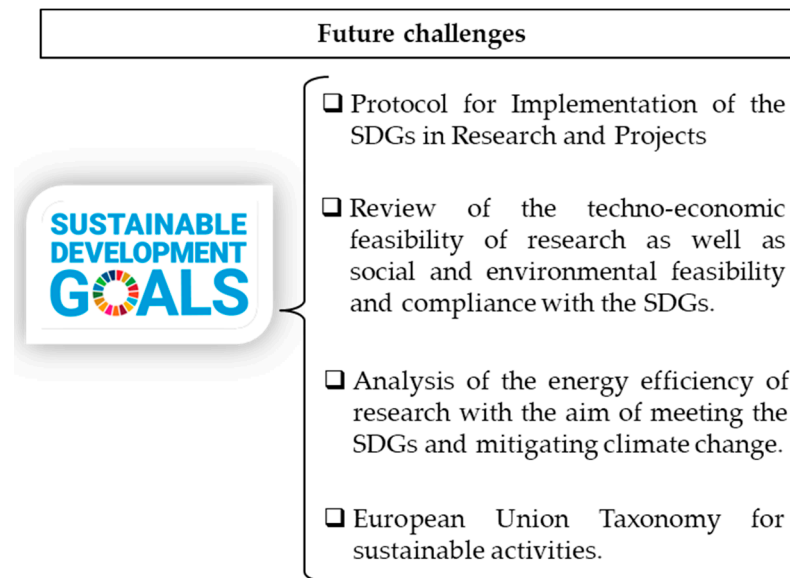 Future challenges
SUSTAINABLE
DEVELOPMENT
GOALS
❑ Protocol for Implementation of the
SDGs in Research and Projects
❑ Review of the techno-economic
feasibility of research as well as
social and environmental feasibility
and compliance with the SDGs.
❑ Analysis of the energy efficiency of
research with the aim of meeting the
SDGs and mitigating climate change.
❑ European Union Taxonomy for
sustainable activities.